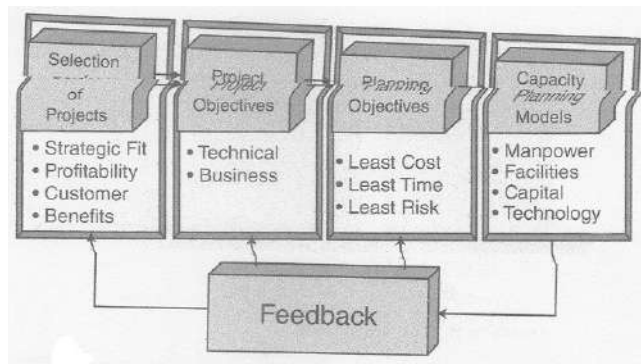 Selection
of
Projects
• Strategic Fit
• Profitability
• Customer
• Benefits
Project
Objectives
• Technical
• Business
Planning
Objectives
• Least Cost
• Least Time
• Least Risk
Capacity
Planning
Models
• Manpower
• Facilities
• Capital
• Technology
Feedback